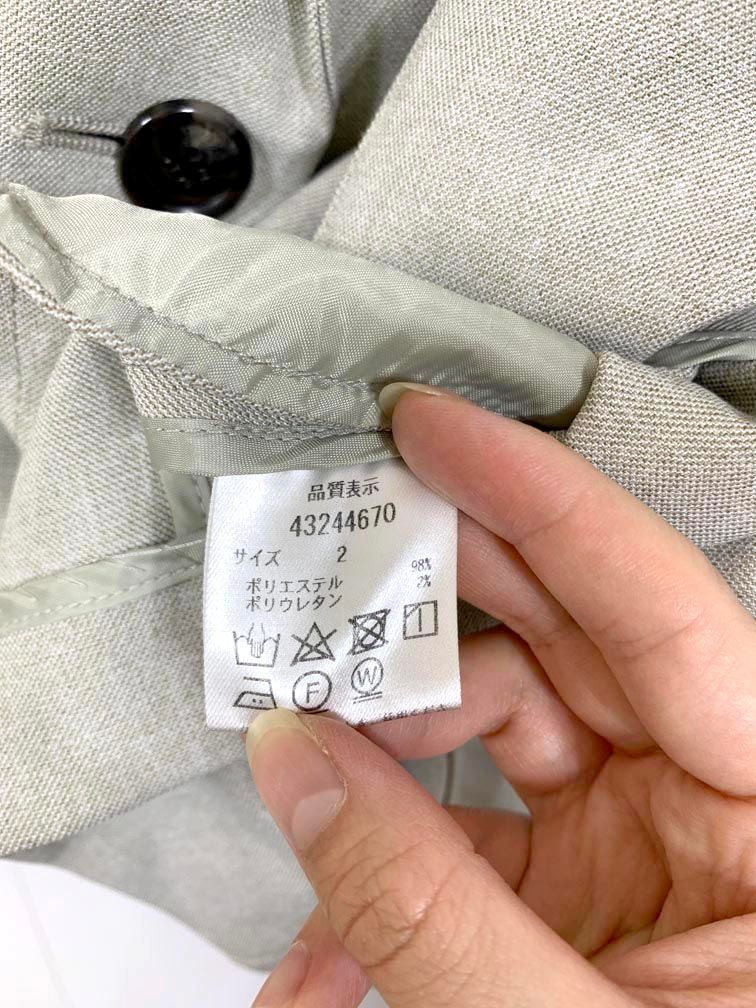 品質表示
43244670
サイズ 2
ポリエステル 98%
ポリウレタン 2%
F W